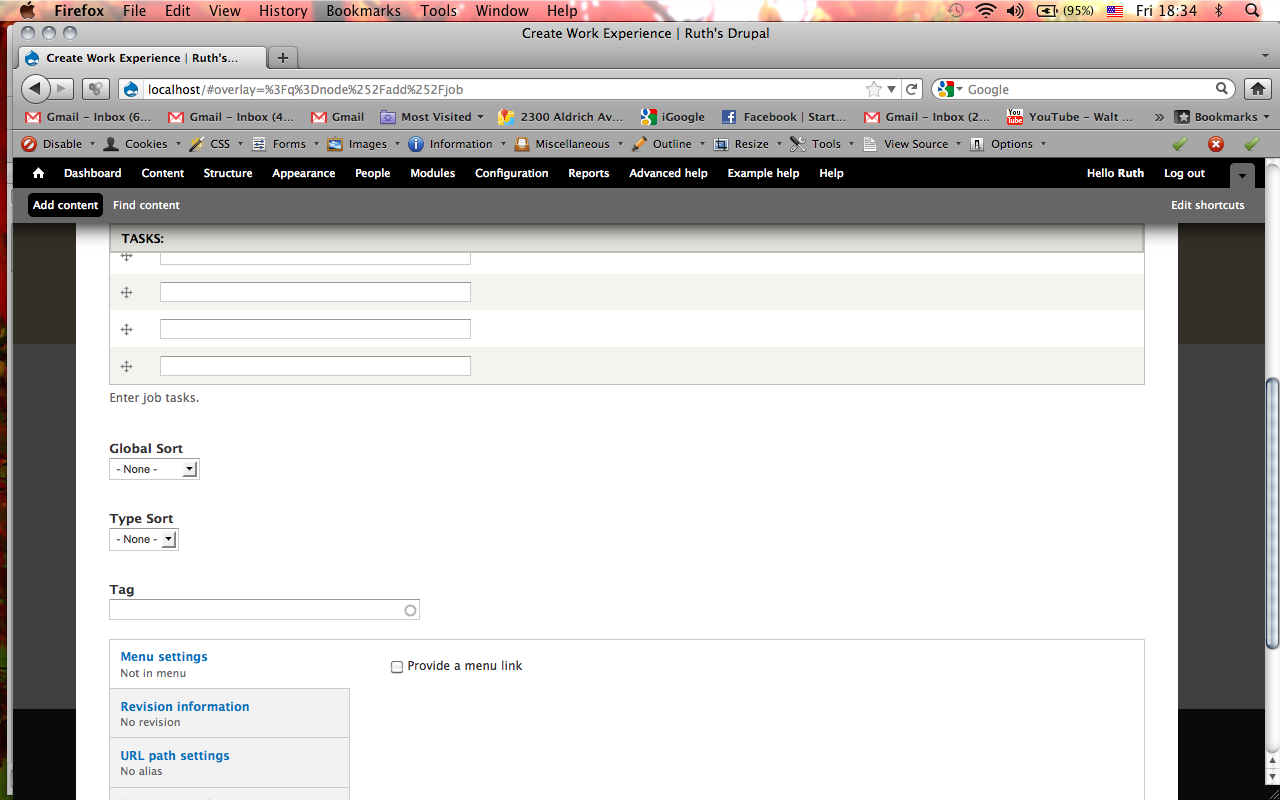 Firefox File Edit View History Bookmarks Tools Window Help (95%) Fri 18:34
Create Work Experience | Ruth's Drupal
Create Work Experience | Ruth's...
localhost/#overlay=%3Fq%3Dnode%252Fadd%252Fjob Google
Gmail - Inbox (6... Gmail - Inbox (4... Gmail Most Visited 2300 Aldrich Av... iGoogle Facebook | Start... Gmail - Inbox (2... You Tube YouTube - Walt ... » Bookmarks
Disable Cookies CSS Forms Images Information Miscellaneous Outline Resize Tools View Source Options
Dashboard Content Structure Appearance People Modules Configuration Reports Advanced help Example help Help Hello Ruth Log out
Add content Find content Edit shortcuts
TASKS:
Enter job tasks.
Global Sort
- None -
Type Sort
- None -
Tag
Menu settings
Not in menu
Provide a menu link
Revision information
No revision
URL path settings
No alias